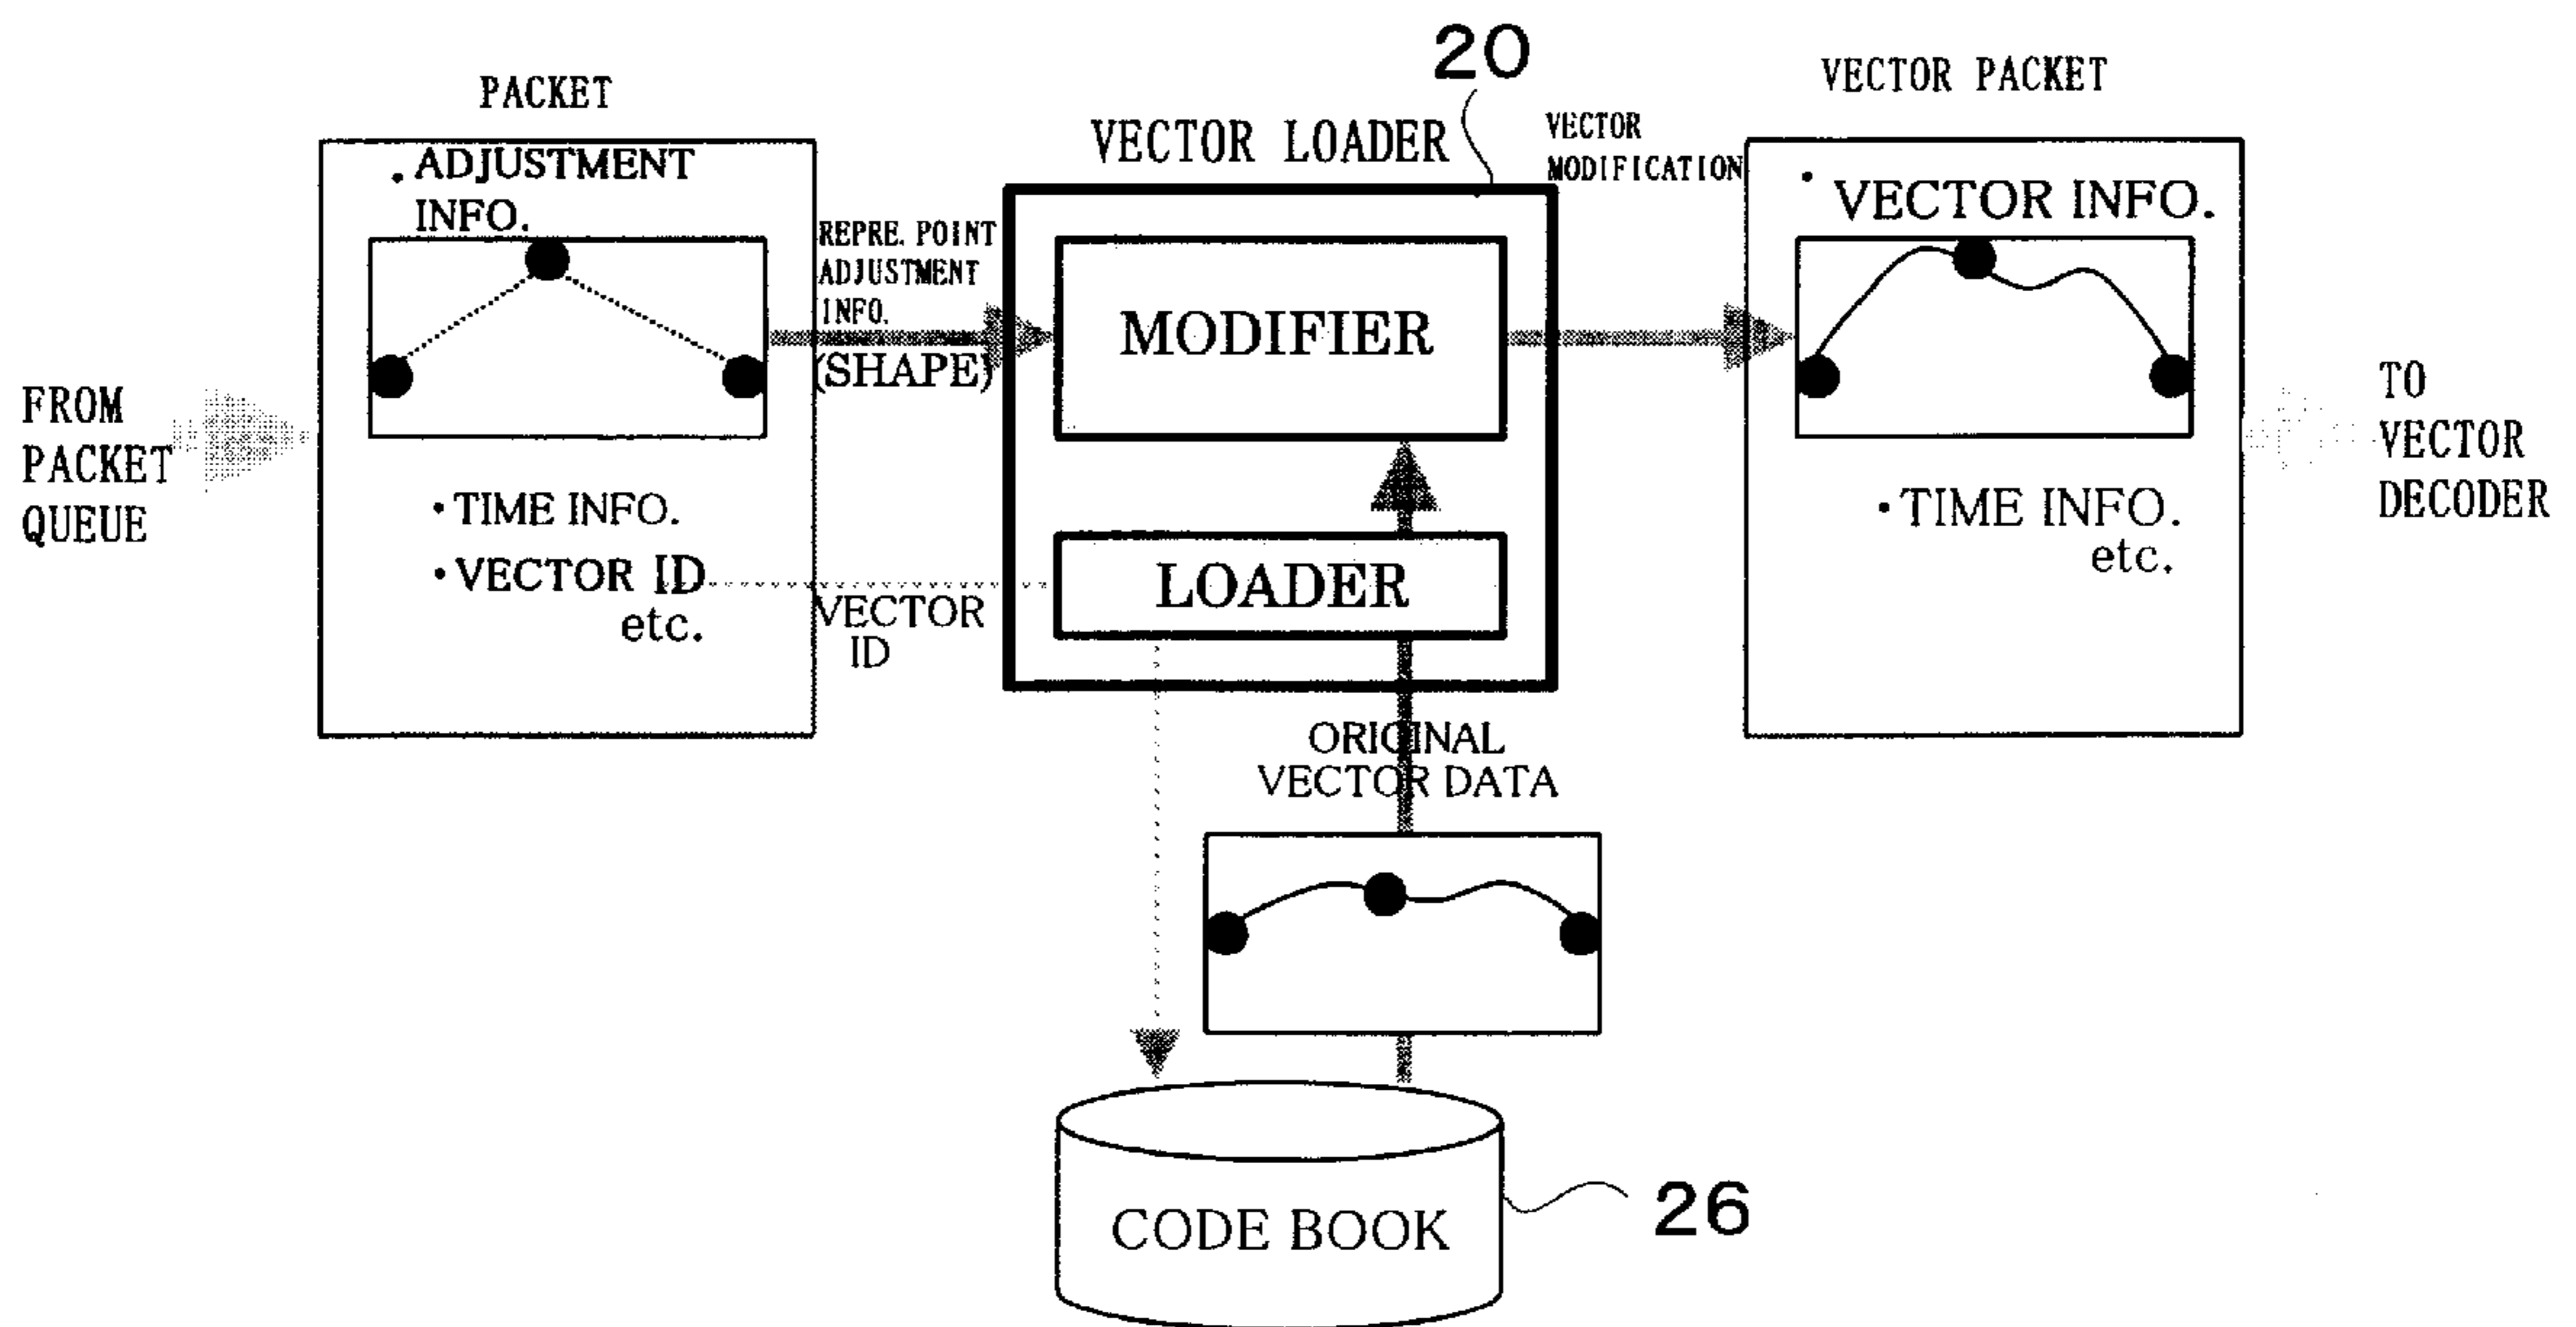 20
PACKET
VECTOR PACKET
VECTOR LOADER
VECTOR
MODIFICATION
• ADJUSTMENT
INFO.
REPRE. POINT
ADJUSTMENT
INFO.
(SHAPE)
MODIFIER
• VECTOR INFO.
FROM
PACKET
QUEUE
• TIME INFO.
• VECTOR ID
etc.
VECTOR
ID
LOADER
• TIME INFO.
etc.
TO
VECTOR
DECODER
ORIGINAL
VECTOR DATA
CODE BOOK
26